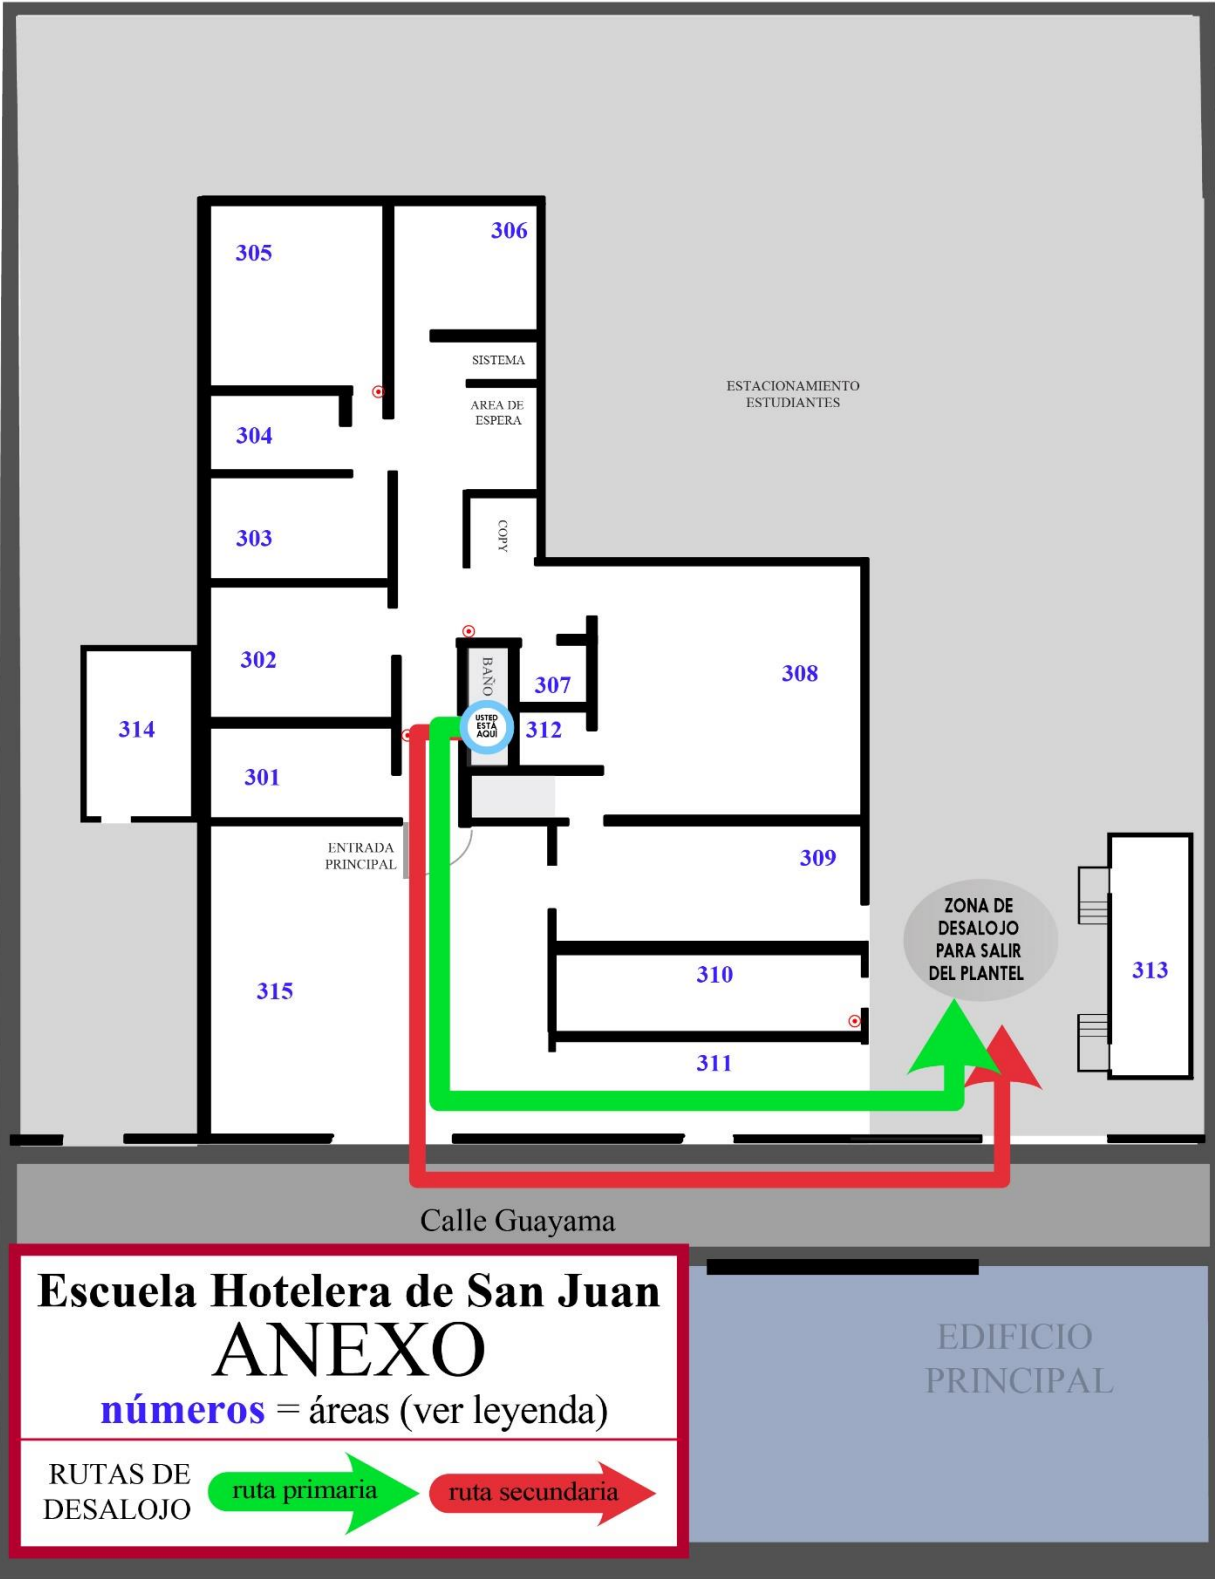 305
306
SISTEMA
AREA DE
ESPERA
ESTACIONAMIENTO
ESTUDIANTES
304
303
COPY
302
BAÑO
307
308
314
USTED
ESTÁ
AQUÍ
312
301
ENTRADA
PRINCIPAL
309
ZONA DE
DESALOJO
PARA SALIR
DEL PLANTEL
313
315
310
311
Calle Guayama
Escuela Hotelera de San Juan
ANEXO
números = áreas (ver leyenda)
RUTAS DE
DESALOJO
ruta primaria
ruta secundaria
EDIFICIO
PRINCIPAL